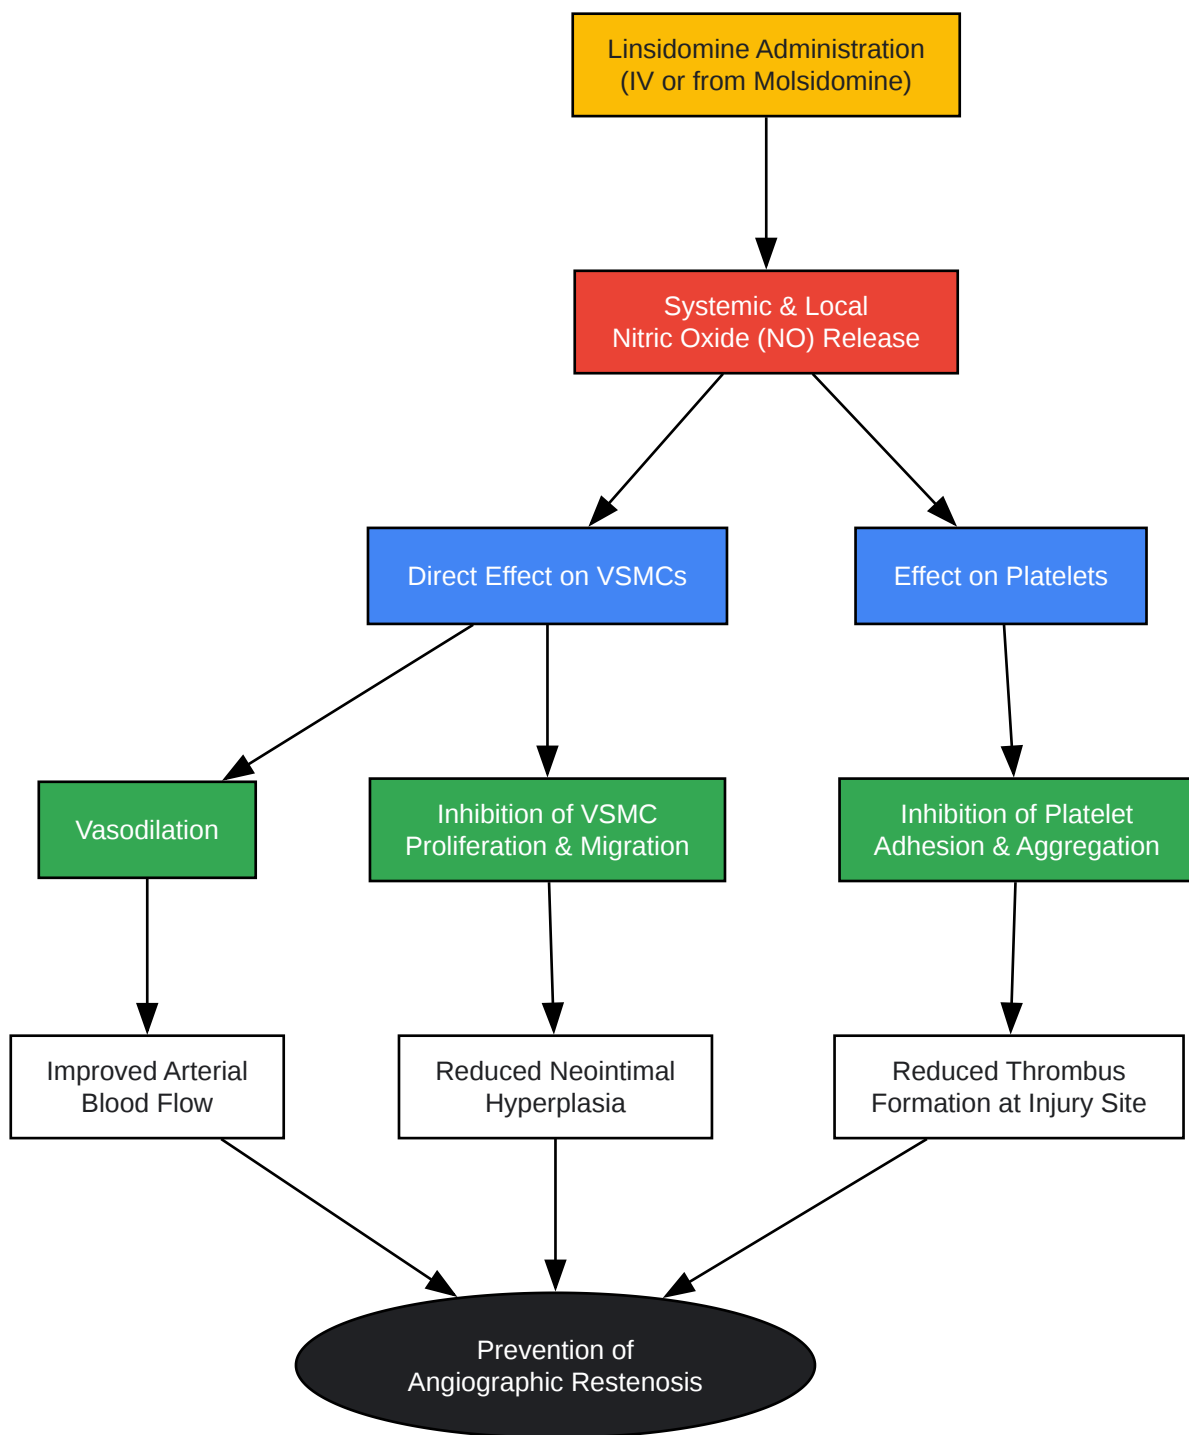 Linsidomine Administration
(IV or from Molsidomine)
Systemic & Local
Nitric Oxide (NO) Release
Direct Effect on VSMCs
Effect on Platelets
Vasodilation
Inhibition of VSMC
Proliferation & Migration
Inhibition of Platelet
Adhesion & Aggregation
Improved Arterial
Blood Flow
Reduced Neointimal
Hyperplasia
Reduced Thrombus
Formation at Injury Site
Prevention of
Angiographic Restenosis